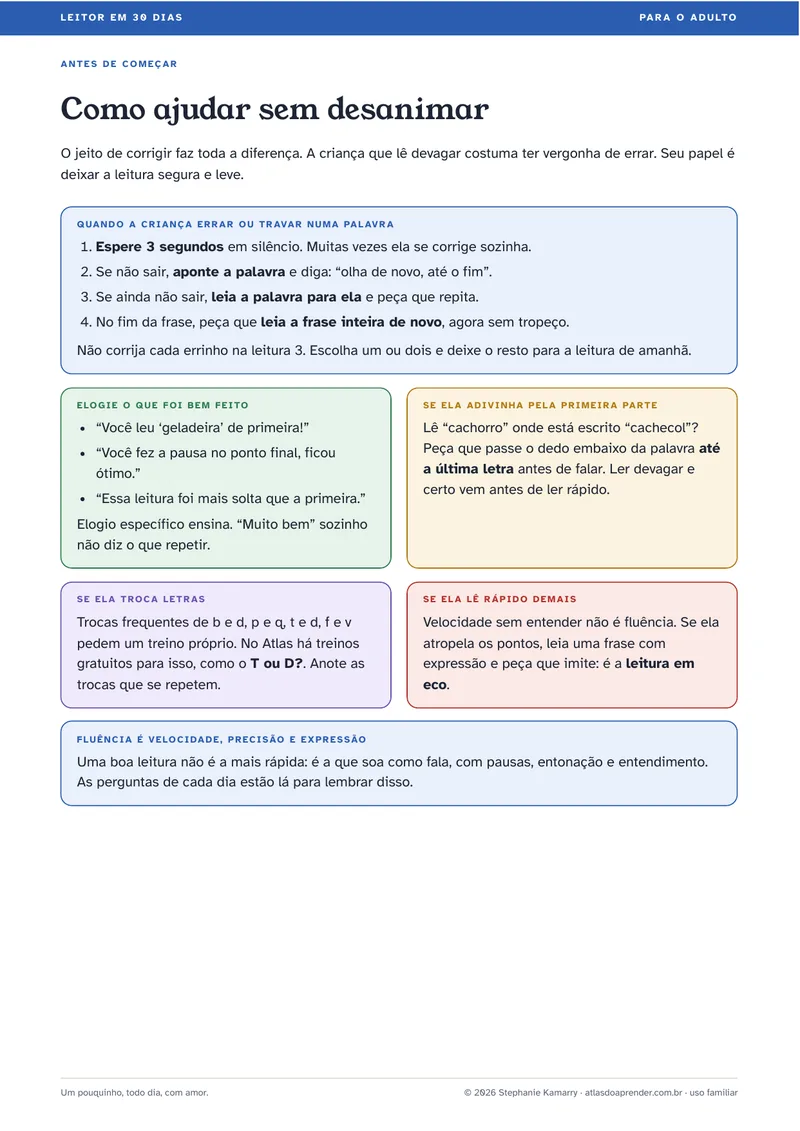 LEITOR EM 30 DIAS
PARA O ADULTO
ANTES DE COMEÇAR
Como ajudar sem desanimar
O jeito de corrigir faz toda a diferença. A criança que lê devagar costuma ter vergonha de errar. Seu papel é
deixar a leitura segura e leve.
QUANDO A CRIANÇA ERRAR OU TRAVAR NUMA PALAVRA
1. Espere 3 segundos em silêncio. Muitas vezes ela se corrige sozinha.
2. Se não sair, aponte a palavra e diga: “olha de novo, até o fim”.
3. Se ainda não sair, leia a palavra para ela e peça que repita.
4. No fim da frase, peça que leia a frase inteira de novo, agora sem tropeço.
Não corrija cada errinho na leitura 3. Escolha um ou dois e deixe o resto para a leitura de amanhã.
ELOGIE O QUE FOI BEM FEITO
• “Você leu ‘geladeira’ de primeira!”
• “Você fez a pausa no ponto final, ficou
ótimo.”
• “Essa leitura foi mais solta que a primeira.”
Elogio específico ensina. “Muito bem” sozinho
não diz o que repetir.
SE ELA ADIVINHA PELA PRIMEIRA PARTE
Lê “cachorro” onde está escrito “cachecol”?
Peça que passe o dedo embaixo da palavra até
a última letra antes de falar. Ler devagar e
certo vem antes de ler rápido.
SE ELA TROCA LETRAS
Trocas frequentes de b e d, p e q, t e d, f e v
pedem um treino próprio. No Atlas há treinos
gratuitos para isso, como o T ou D?. Anote as
trocas que se repetem.
SE ELA LÊ RÁPIDO DEMAIS
Velocidade sem entender não é fluência. Se ela
atropela os pontos, leia uma frase com
expressão e peça que imite: é a leitura em
eco.
FLUÊNCIA É VELOCIDADE, PRECISÃO E EXPRESSÃO
Uma boa leitura não é a mais rápida: é a que soa como fala, com pausas, entonação e entendimento.
As perguntas de cada dia estão lá para lembrar disso.
Um pouquinho, todo dia, com amor.
© 2026 Stephanie Kamarry · atlasdoaprender.com.br · uso familiar